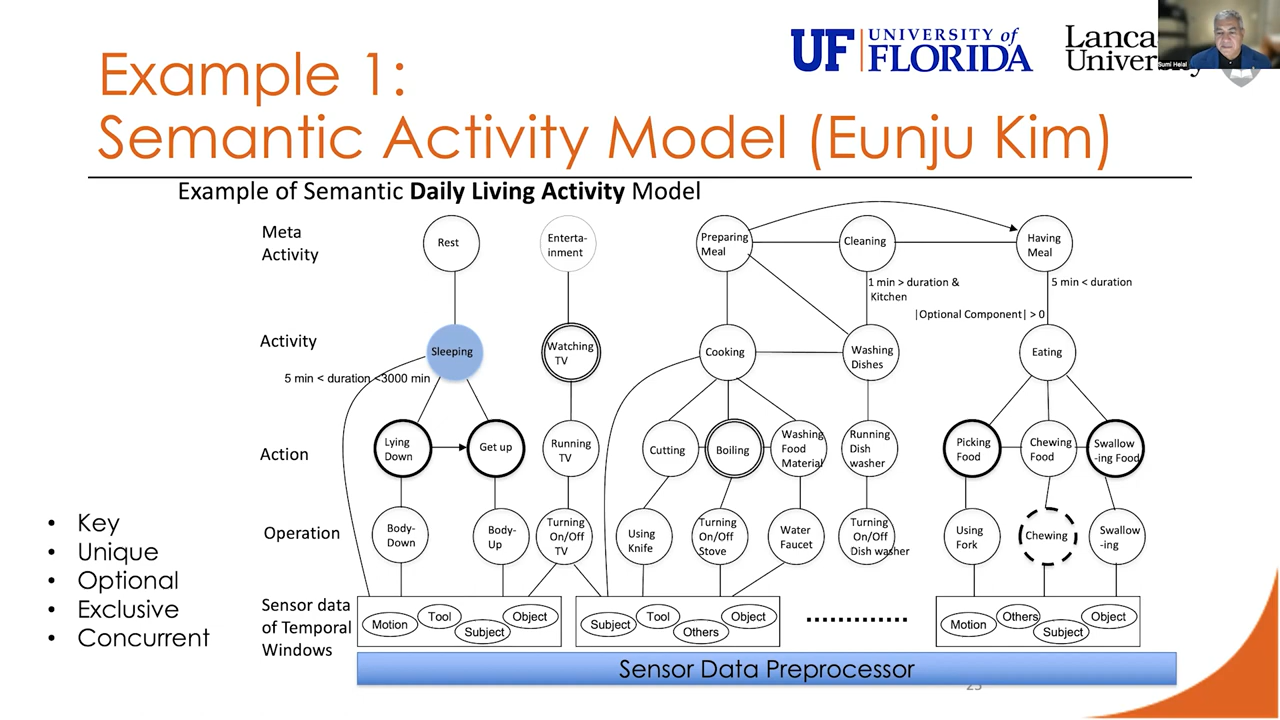 Example 1:
Semantic Activity Model (Eunju Kim)
UF UNIVERSITY of
FLORIDA
University
Sumi Helal
Example of Semantic Daily Living Activity Model
Meta
Activity
Rest
Enterta-
inment
Preparing
Meal
Cleaning
Having
Meal
1 min > duration &
Kitchen
5 min < duration
|Optional Component| > 0
Activity
Sleeping
Watching
TV
Cooking
Washing
Dishes
Eating
5 min < duration <3000 min
Action
Lying
Down
Get up
Running
TV
Cutting
Boiling
Washing
Food
Material
Running
Dish
washer
Picking
Food
Chewing
Food
Swallow
-ing Food
Operation
Body-
Down
Body-
Up
Turning
On/Off
TV
Using
Knife
Turning
On/Off
Stove
Water
Faucet
Turning
On/Off
Dish washer
Using
Fork
Chewing
Swallow
-ing
• Key
• Unique
• Optional
• Exclusive
• Concurrent
Sensor data
of Temporal
Windows
Motion
Tool
Subject
Object
Subject
Tool
Others
Object
Motion
Others
Subject
Object
Sensor Data Preprocessor